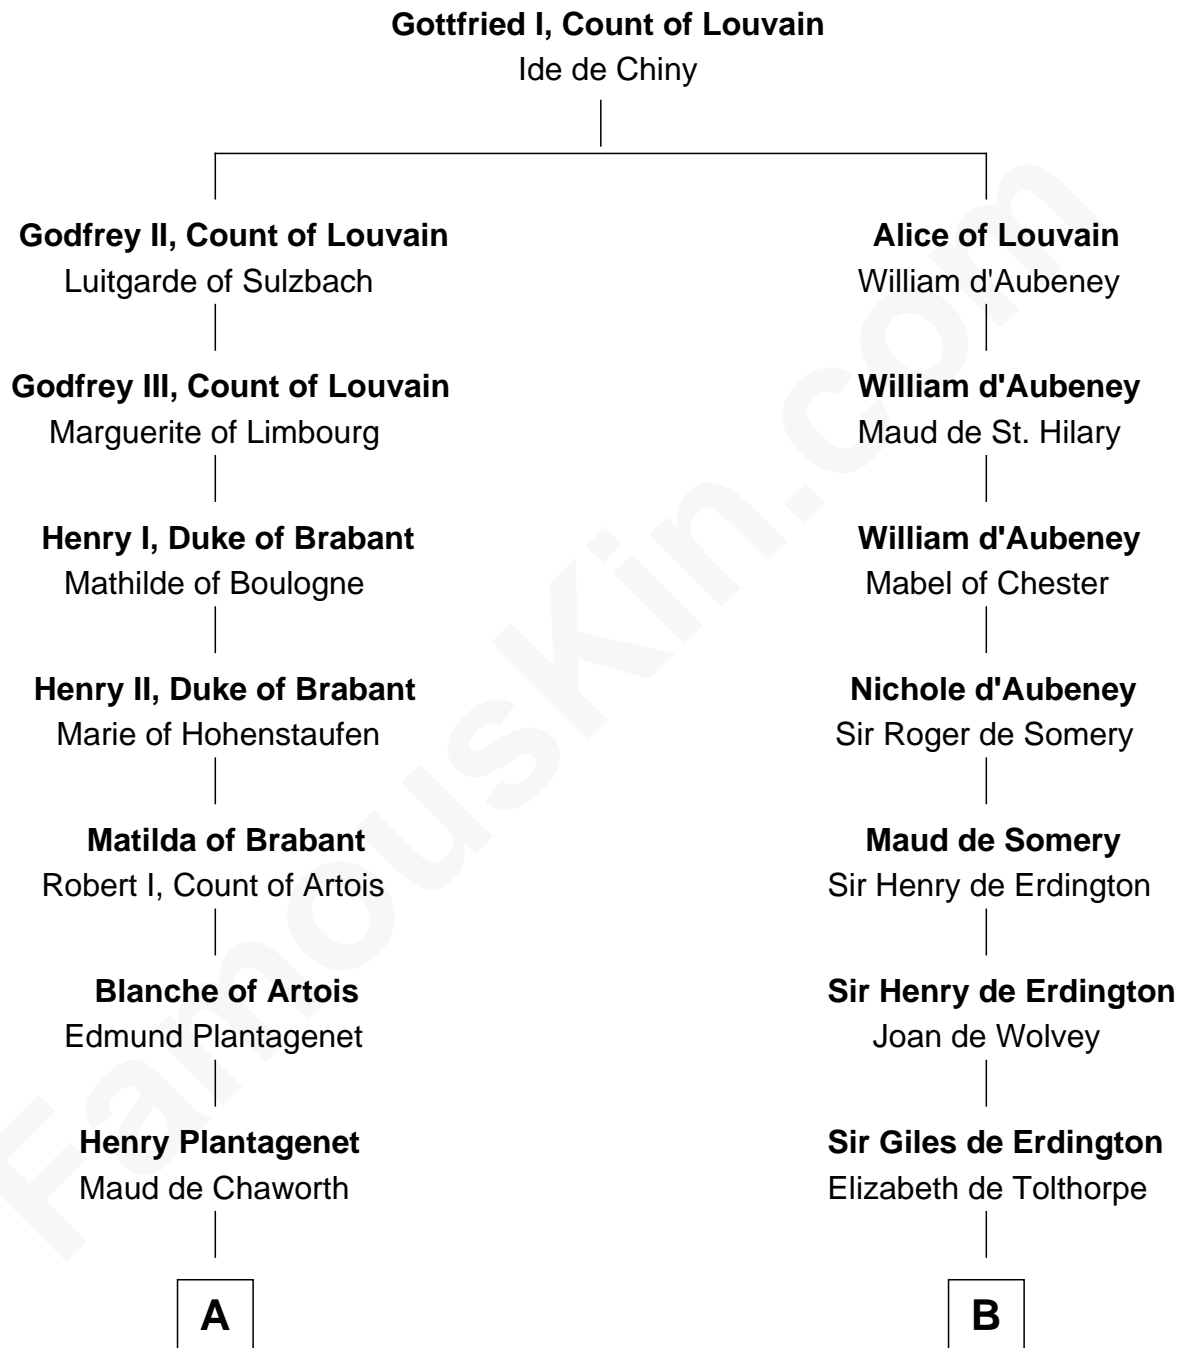 Gottfried I, Count of Louvain
Ide de Chiny
Godfrey II, Count of Louvain
Luitgarde of Sulzbach
Alice of Louvain
William d'Aubeney
Godfrey III, Count of Louvain
Marguerite of Limbourg
William d'Aubeney
Maud de St. Hilary
Henry I, Duke of Brabant
Mathilde of Boulogne
William d'Aubeney
Mabel of Chester
Henry II, Duke of Brabant
Marie of Hohenstaufen
Nichole d'Aubeney
Sir Roger de Somery
Matilda of Brabant
Robert I, Count of Artois
Maud de Somery
Sir Henry de Erdington
Blanche of Artois
Edmund Plantagenet
Sir Henry de Erdington
Joan de Wolvey
Henry Plantagenet
Maud de Chaworth
Sir Giles de Erdington
Elizabeth de Tolthorpe
A
B
FamousKin.com